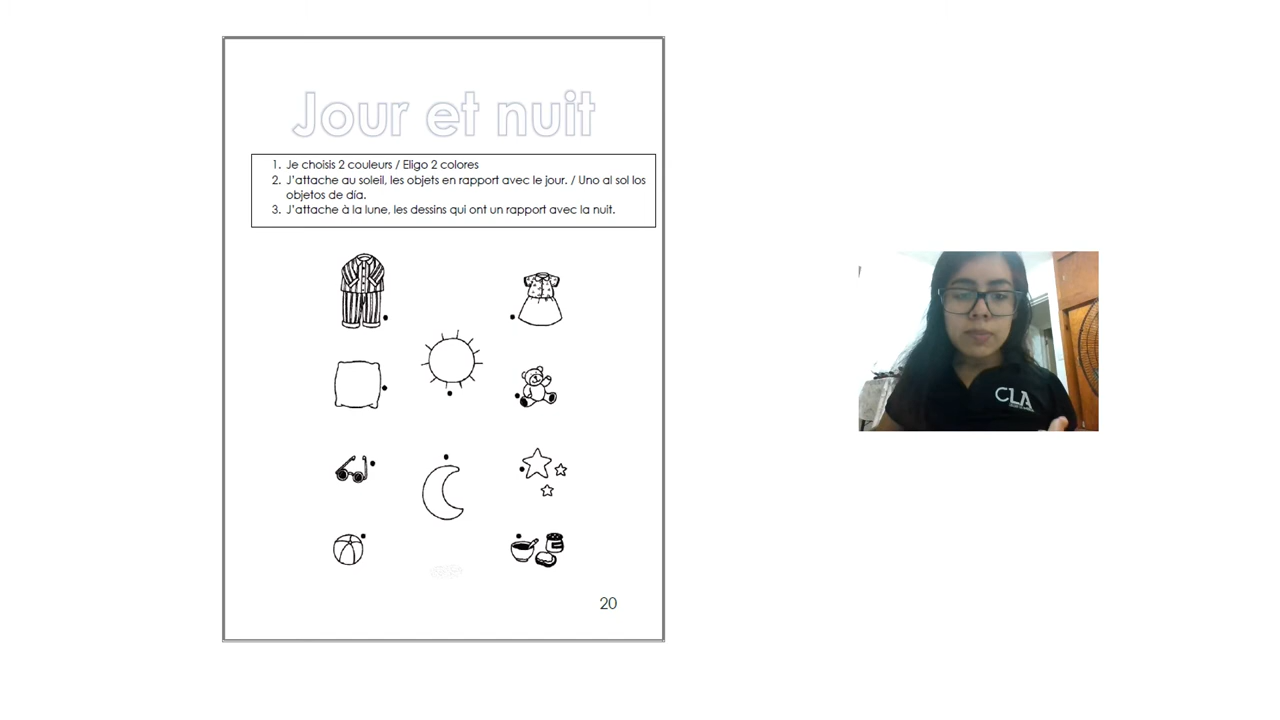 Jour et nuit
1. Je choisis 2 couleurs / Eligo 2 colores
2. J'attache au soleil, les objets en rapport avec le jour. / Uno al sol los
objetos de día.
3. J'attache à la lune, les dessins qui ont un rapport avec la nuit.
CLA
20